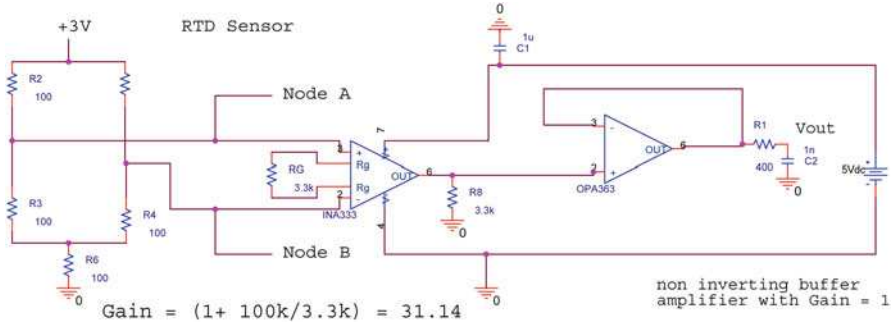 0
+3V
RTD Sensor
1u
C1
R2
100
Node A
7
3
+
Rg
RG
3.3k
Rg
2
-
OUT
6
INA333
4
R3
100
R4
100
R8
3.3k
0
3
-
OUT
6
2
+
OPA363
R1
400
Vout
1n
C2
0
5Vdc
R6
100
0
Node B
0
Gain = (1+ 100k/3.3k) = 31.14
non inverting buffer
amplifier with Gain = 1